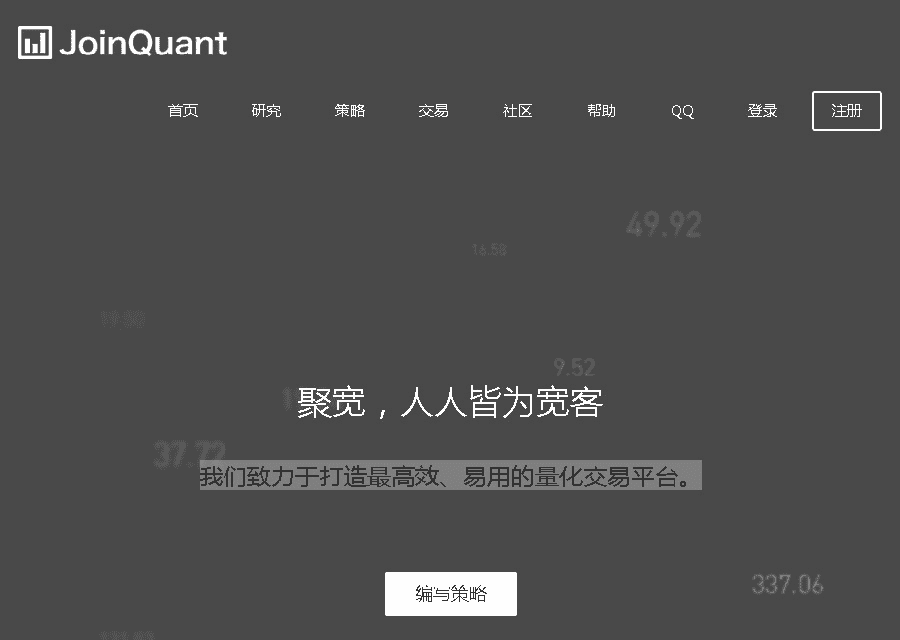 JoinQuant
首页 研究 策略 交易 社区 帮助 QQ 登录 注册
49.92
16.58
9.52
聚宽，人人皆为宽客
37.72
我们致力于打造最高效、易用的量化交易平台。
337.06
编写策略